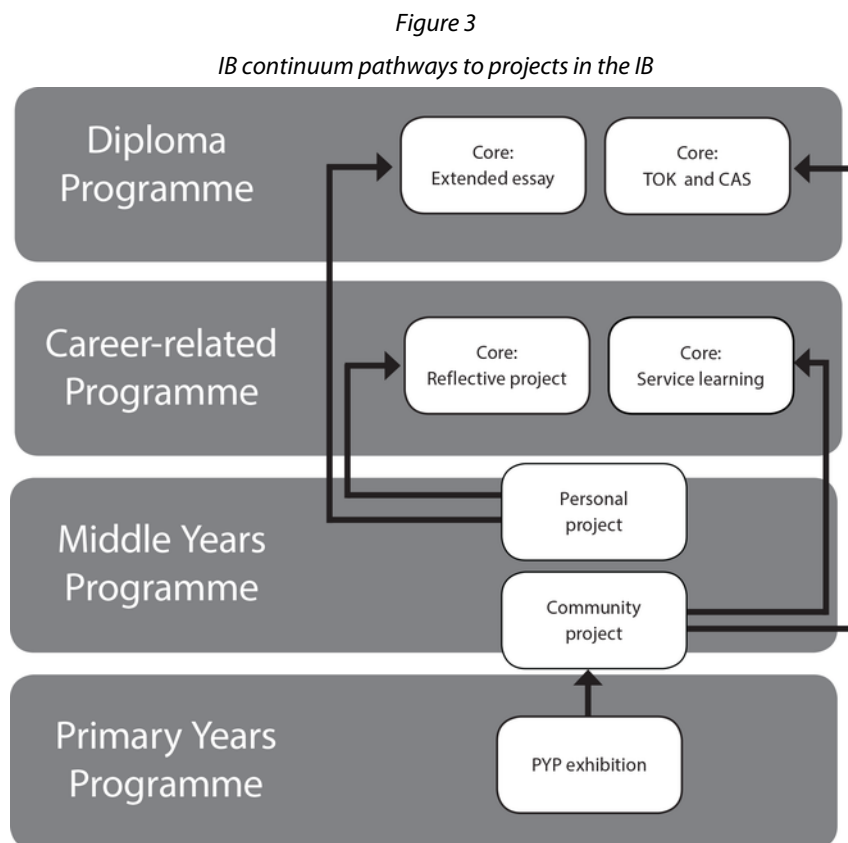 Figure 3
IB continuum pathways to projects in the IB
Diploma
Programme
Core:
Extended essay
Core:
TOK and CAS
Career-related
Programme
Core:
Reflective project
Core:
Service learning
Middle Years
Programme
Personal
project
Community
project
Primary Years
Programme
PYP exhibition